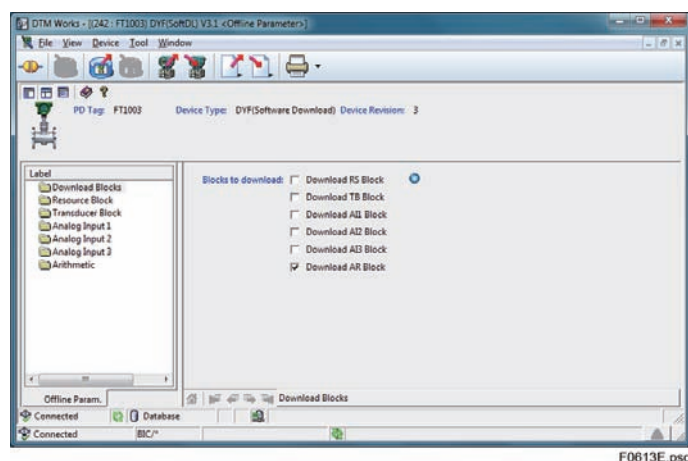 DTM Works - [(242 : FT1003) DYF(SoftDL) V3.1 <Offline Parameter>]
File View Device Tool Window
PD Tag: FT1003 Device Type: DYF(Software Download) Device Revision: 3
Label
Download Blocks
Resource Block
Transducer Block
Analog Input 1
Analog Input 2
Analog Input 3
Arithmetic
Blocks to download: Download RS Block
Download TB Block
Download AI1 Block
Download AI2 Block
Download AI3 Block
Download AR Block
Offline Param.
Download Blocks
Connected Database
Connected BIC/*
F0613E.psd